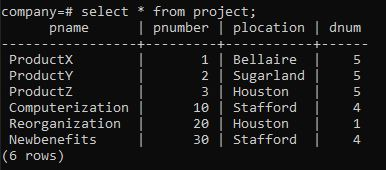 company=# select * from project;
     pname      | pnumber | plocation | dnum
----------------+---------+-----------+------
 ProductX       |       1 | Bellaire  |    5
 ProductY       |       2 | Sugarland |    5
 ProductZ       |       3 | Houston   |    5
 Computerization |      10 | Stafford  |    4
 Reorganization |      20 | Houston   |    1
 Newbenefits    |      30 | Stafford  |    4
(6 rows)